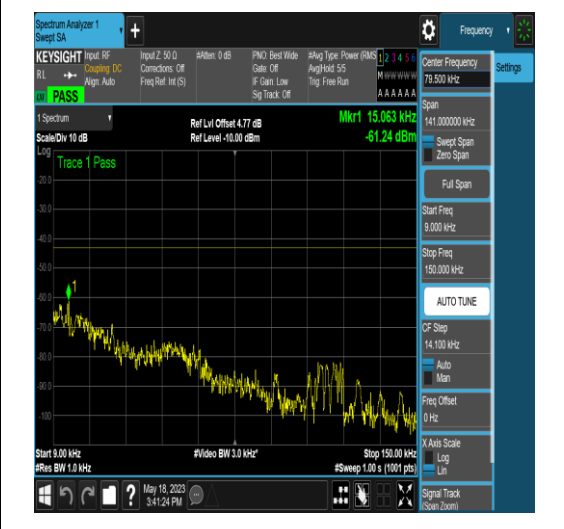 Spectrum Analyzer 1
Swept SA
Frequency
KEYSIGHT
RL
PASS
Input: RF
Coupling: DC
Align: Auto
Input Z: 50 Ω
Corrections: Off
Freq Ref: Int (S)
#Atten: 0 dB
PNO: Best Wide
Gate: Off
IF Gain: Low
Sig Track: Off
#Avg Type: Power (RMS
Avg|Hold: 5/5
Trig: Free Run
1 2 3 4 5 6
M W W W W W
A A A A A A
Center Frequency
79.500 kHz
Settings
Span
141.000000 kHz
Swept Span
Zero Span
Full Span
Start Freq
9.000 kHz
Stop Freq
150.000 kHz
AUTO TUNE
CF Step
14.100 kHz
Auto
Man
Freq Offset
0 Hz
X Axis Scale
Log
Lin
Signal Track
(Span Zoom)
1 Spectrum
Scale/Div 10 dB
Ref Lvl Offset 4.77 dB
Ref Level -10.00 dBm
Mkr1 15.063 kHz
-61.24 dBm
Log
Trace 1 Pass
-20.0
-30.0
-40.0
-50.0
-60.0
-70.0
-80.0
-90.0
-100
1
Start 9.00 kHz
#Res BW 1.0 kHz
#Video BW 3.0 kHz*
Stop 150.00 kHz
#Sweep 1.00 s (1001 pts)
?
May 18, 2023
3:41:24 PM